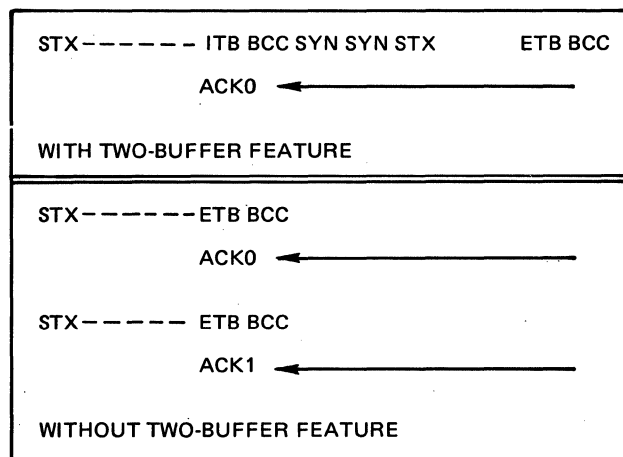 STX------ ITB BCC SYN SYN STX ETB BCC
ACK0
WITH TWO-BUFFER FEATURE
STX------ETB BCC
ACK0
STX------ ETB BCC
ACK1
WITHOUT TWO-BUFFER FEATURE